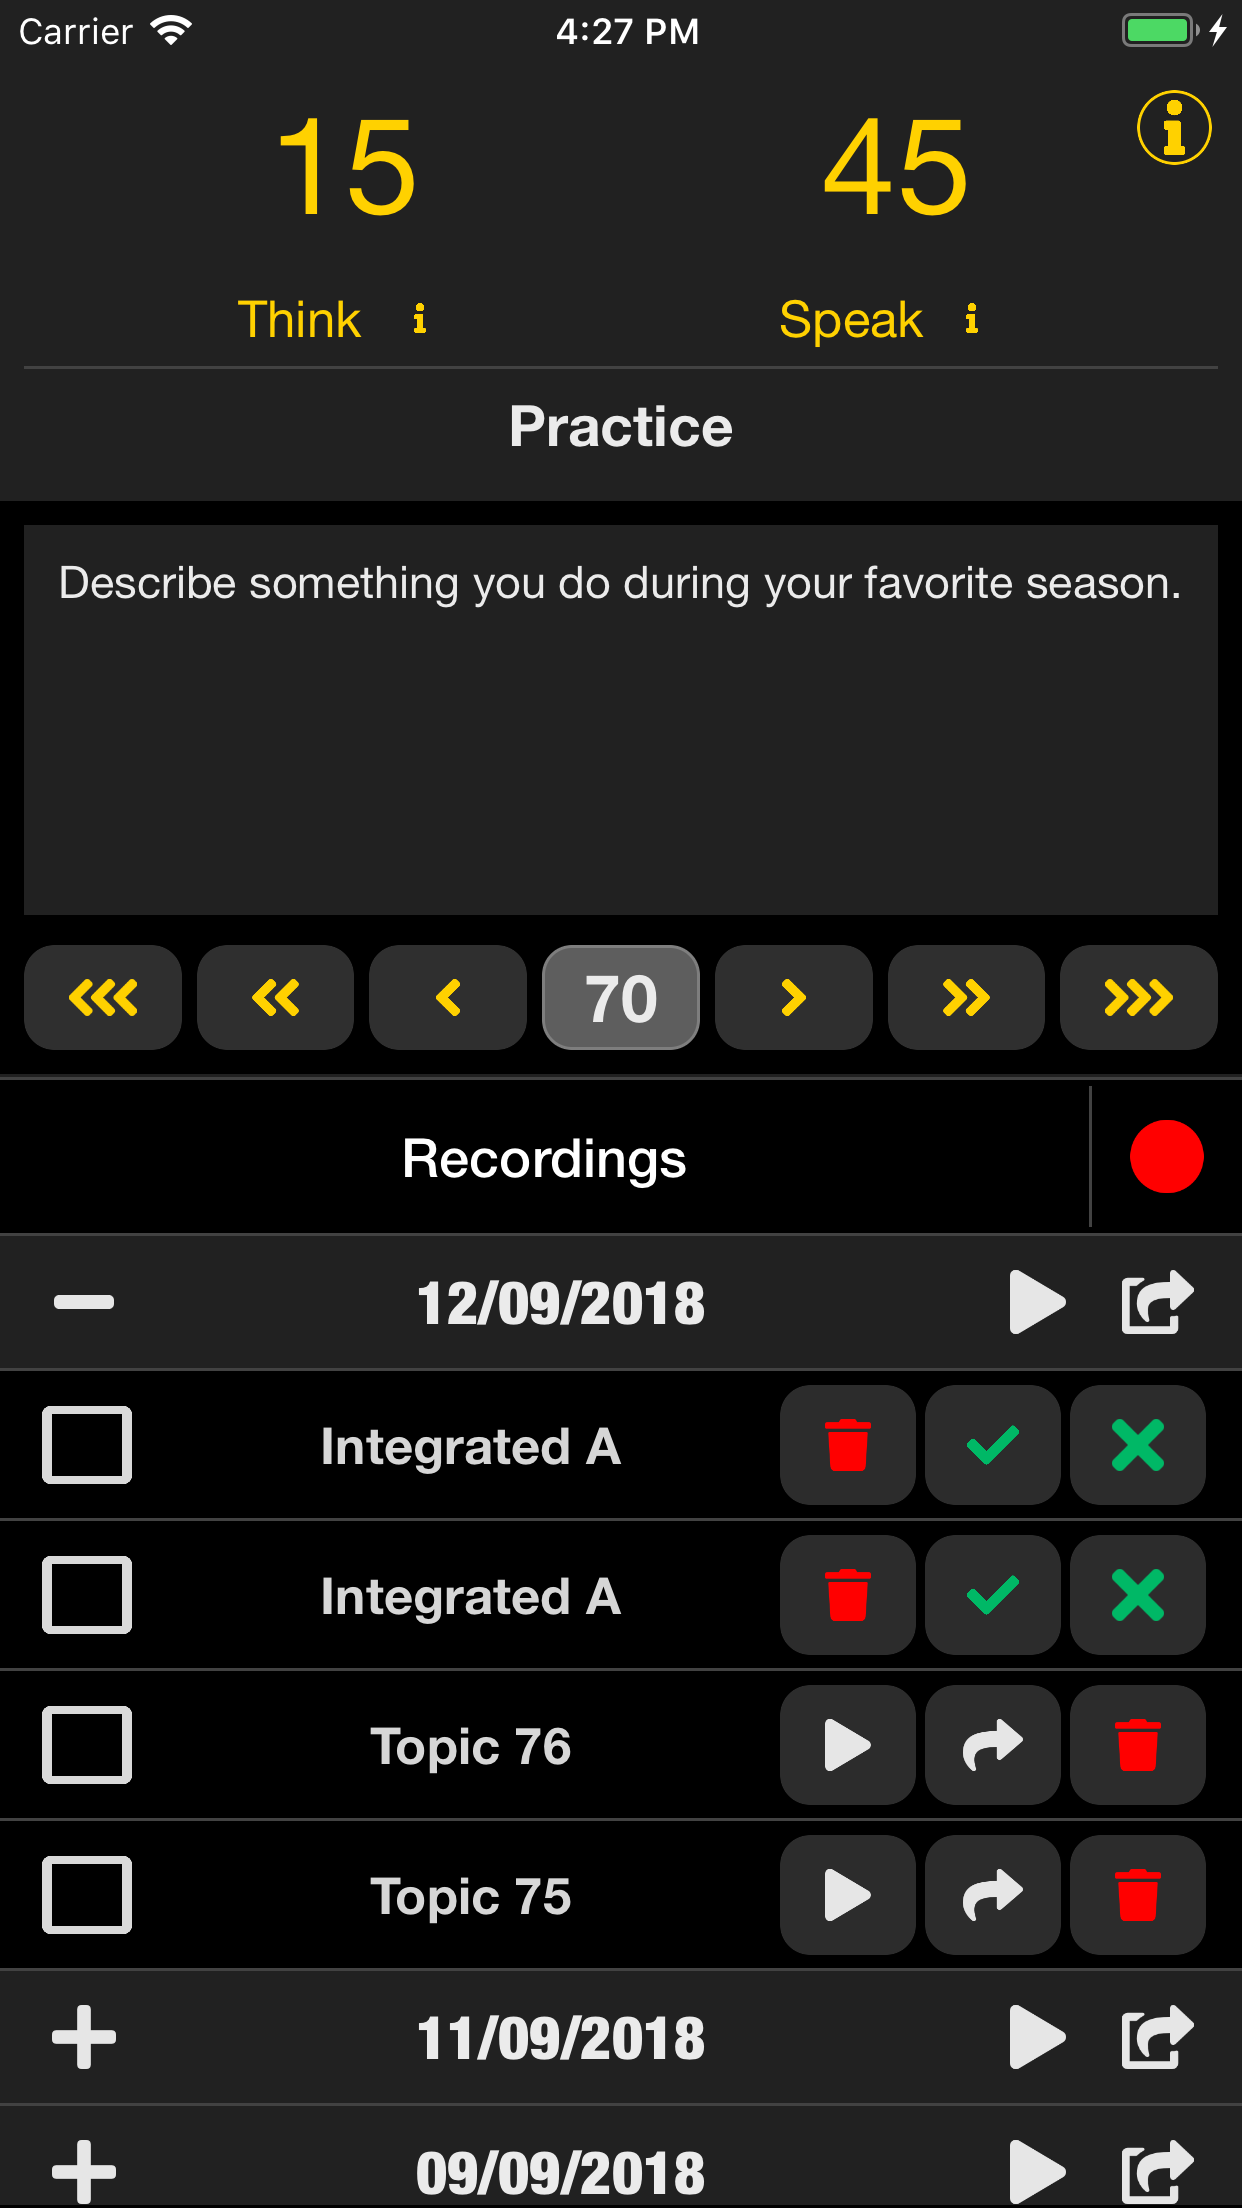 Carrier 4:27 PM
15 45
Think Speak
Practice
Describe something you do during your favorite season.
70
Recordings
12/09/2018
Integrated A
Integrated A
Topic 76
Topic 75
11/09/2018
09/09/2018